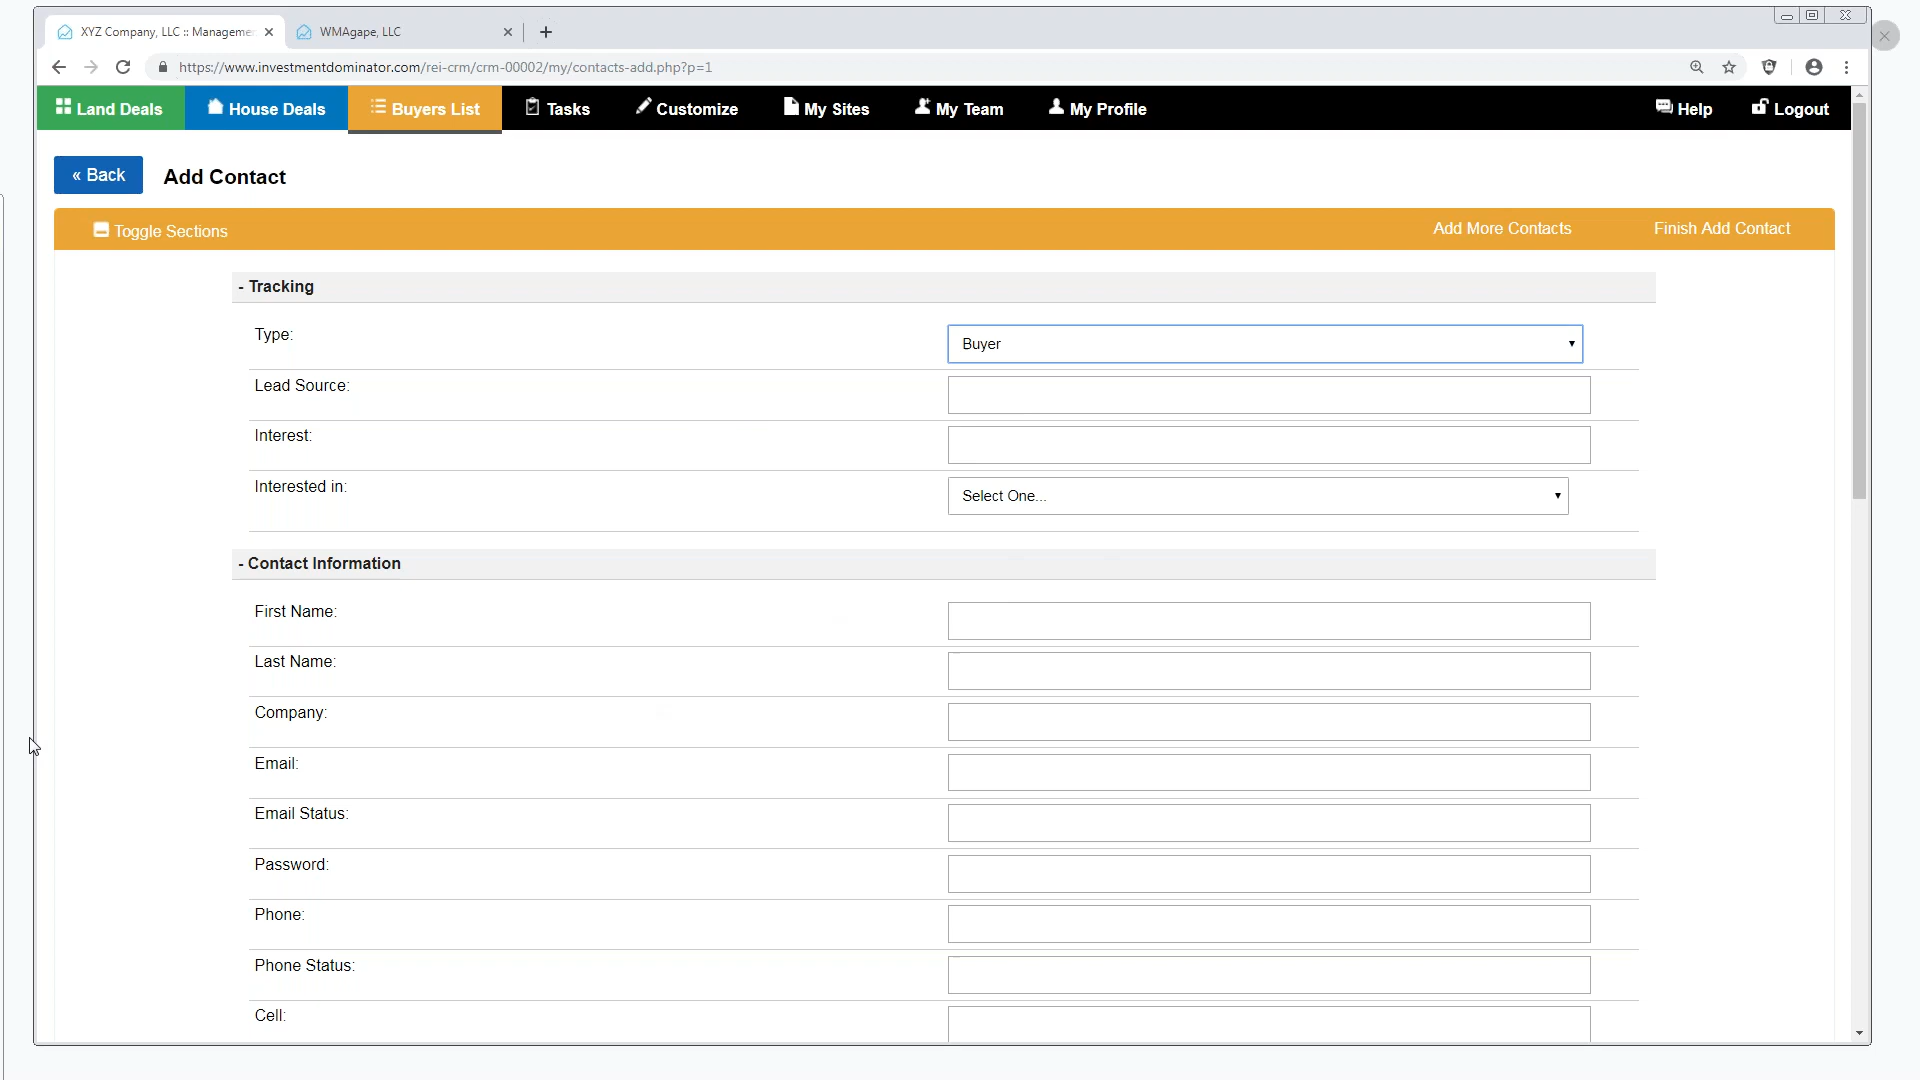 XYZ Company, LLC :: Manageme
WMAgape, LLC
https://www.investmentdominator.com/rei-crm/crm-00002/my/contacts-add.php?p=1
Land Deals House Deals Buyers List Tasks Customize My Sites My Team My Profile Help Logout
« Back Add Contact
Toggle Sections Add More Contacts Finish Add Contact
- Tracking
Type: Buyer
Lead Source:
Interest:
Interested in: Select One...
- Contact Information
First Name:
Last Name:
Company:
Email:
Email Status:
Password:
Phone:
Phone Status:
Cell: